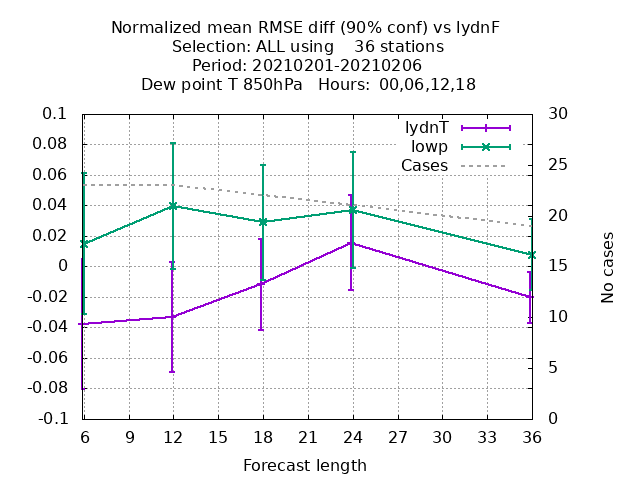 Normalized mean RMSE diff (90% conf) vs lydnF
Selection: ALL using    36 stations
Period: 20210201-20210206
Dew point T 850hPa   Hours:  00,06,12,18
lydnT
lowp
Cases
0.1
0.08
0.06
0.04
0.02
0
-0.02
-0.04
-0.06
-0.08
-0.1
30
25
20
15
10
5
0
No cases
6 9 12 15 18 21 24 27 30 33 36
Forecast length